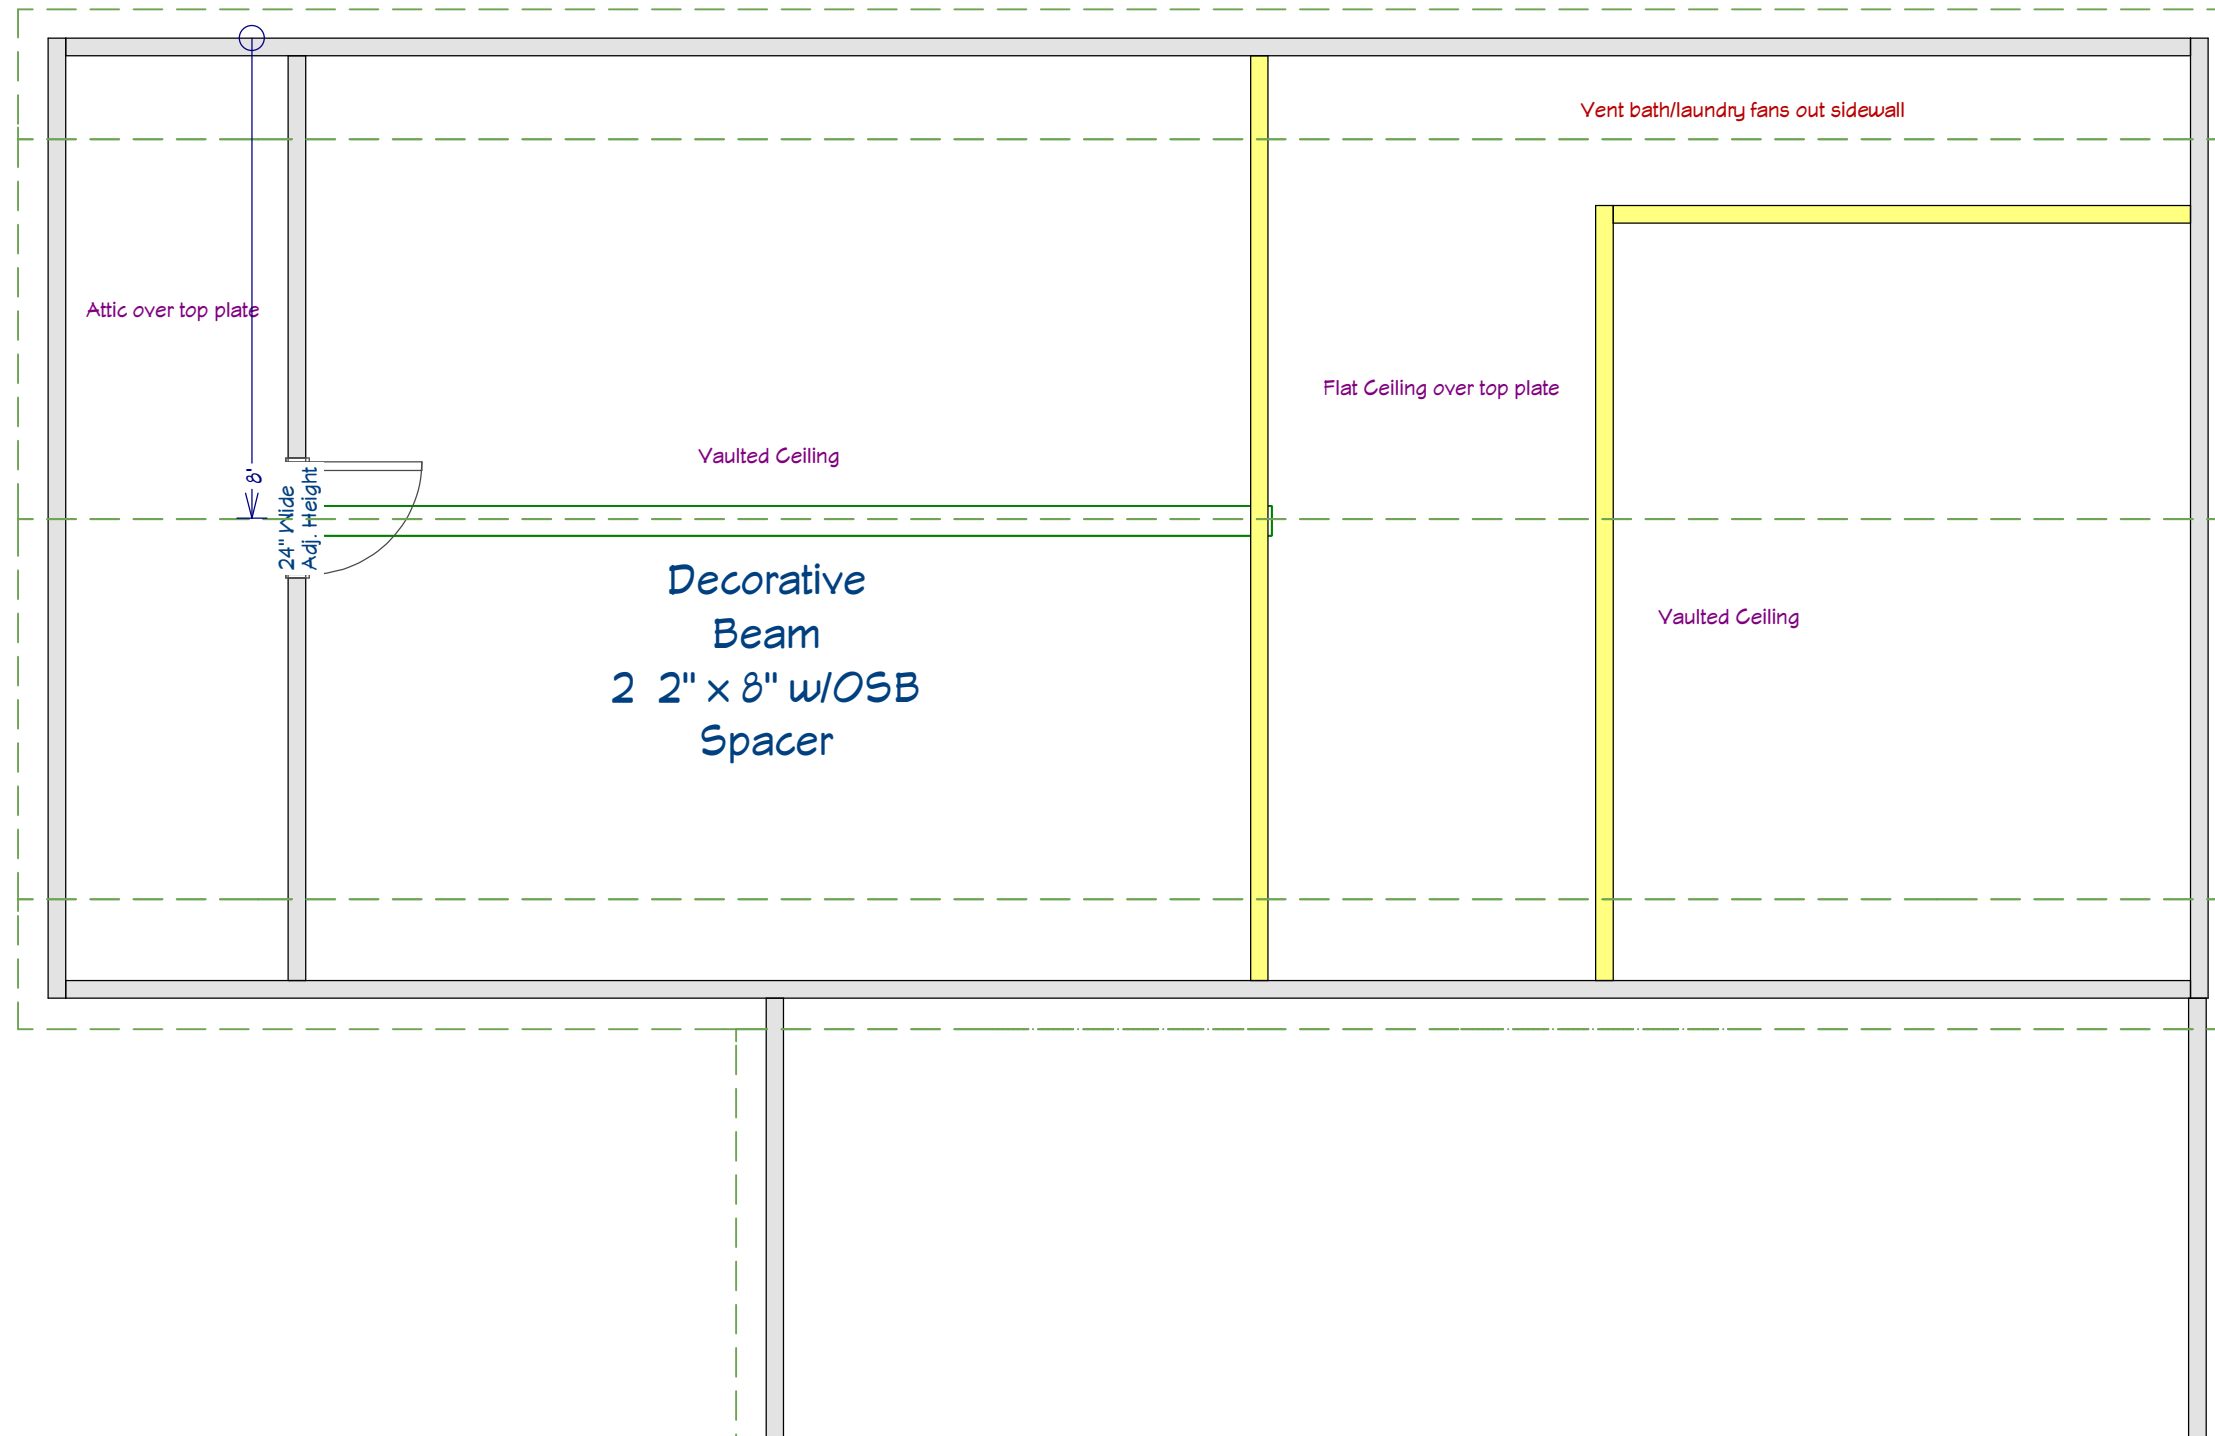 Vent bath/laundry fans out sidewall
Attic over top plate
Flat Ceiling over top plate
Vaulted Ceiling
8'
24" Wide
Adj. Height
Decorative
Beam
2 2" x 8" w/OSB
Spacer
Vaulted Ceiling